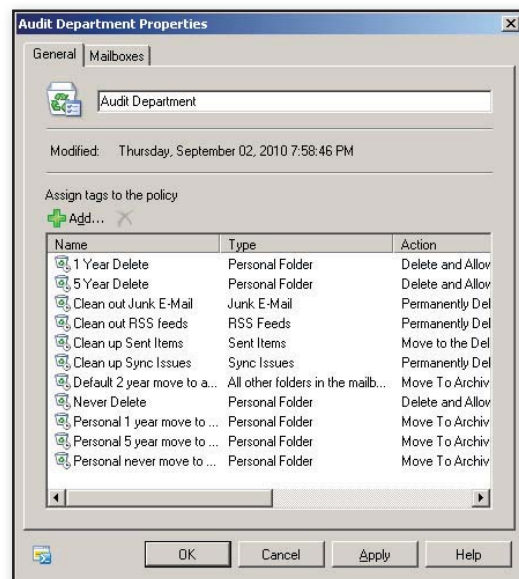 Audit Department Properties
General Mailboxes
Audit Department
Modified: Thursday, September 02, 2010 7:58:46 PM
Assign tags to the policy
Add...
Name Type Action
1 Year Delete Personal Folder Delete and Allow
5 Year Delete Personal Folder Delete and Allow
Clean out Junk E-Mail Junk E-Mail Permanently Del
Clean out RSS feeds RSS Feeds Permanently Del
Clean up Sent Items Sent Items Move to the Del
Clean up Sync Issues Sync Issues Permanently Del
Default 2 year move to a... All other folders in the mailb... Move To Archiv
Never Delete Personal Folder Delete and Allow
Personal 1 year move to ... Personal Folder Move To Archiv
Personal 5 year move to ... Personal Folder Move To Archiv
Personal never move to ... Personal Folder Move To Archiv
OK Cancel Apply Help